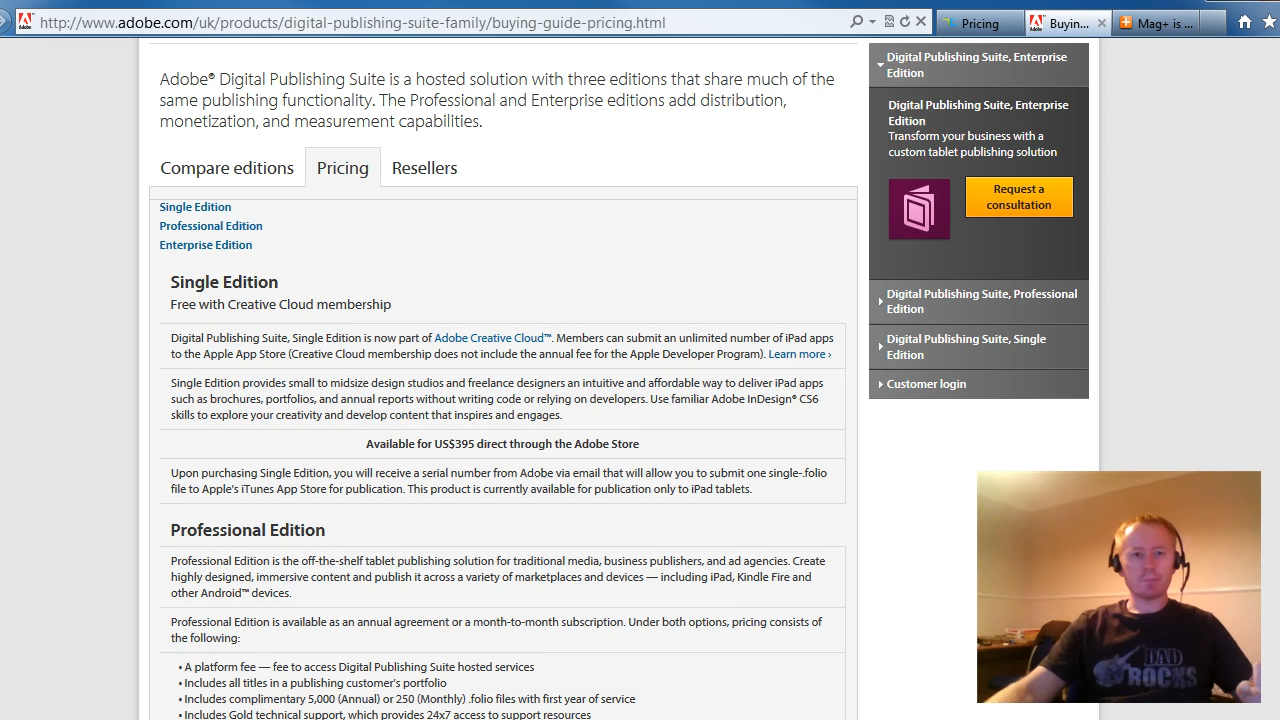 http://www.adobe.com/uk/products/digital-publishing-suite-family/buying-guide-pricing.html
Pricing
Buyin...
Mag+ is ...
Adobe® Digital Publishing Suite is a hosted solution with three editions that share much of the
same publishing functionality. The Professional and Enterprise editions add distribution,
monetization, and measurement capabilities.
Compare editions
Pricing
Resellers
Single Edition
Professional Edition
Enterprise Edition
Single Edition
Free with Creative Cloud membership
Digital Publishing Suite, Single Edition is now part of Adobe Creative Cloud™. Members can submit an unlimited number of iPad apps
to the Apple App Store (Creative Cloud membership does not include the annual fee for the Apple Developer Program). Learn more ›
Single Edition provides small to midsize design studios and freelance designers an intuitive and affordable way to deliver iPad apps
such as brochures, portfolios, and annual reports without writing code or relying on developers. Use familiar Adobe InDesign® CS6
skills to explore your creativity and develop content that inspires and engages.
Available for US$395 direct through the Adobe Store
Upon purchasing Single Edition, you will receive a serial number from Adobe via email that will allow you to submit one single-.folio
file to Apple's iTunes App Store for publication. This product is currently available for publication only to iPad tablets.
Professional Edition
Professional Edition is the off-the-shelf tablet publishing solution for traditional media, business publishers, and ad agencies. Create
highly designed, immersive content and publish it across a variety of marketplaces and devices — including iPad, Kindle Fire and
other Android™ devices.
Professional Edition is available as an annual agreement or a month-to-month subscription. Under both options, pricing consists of
the following:
• A platform fee — fee to access Digital Publishing Suite hosted services
• Includes all titles in a publishing customer's portfolio
• Includes complimentary 5,000 (Annual) or 250 (Monthly) .folio files with first year of service
• Includes Gold technical support, which provides 24x7 access to support resources
Digital Publishing Suite, Enterprise
Edition
Digital Publishing Suite, Enterprise
Edition
Transform your business with a
custom tablet publishing solution
Request a
consultation
Digital Publishing Suite, Professional
Edition
Digital Publishing Suite, Single
Edition
Customer login
DAD
ROCKS